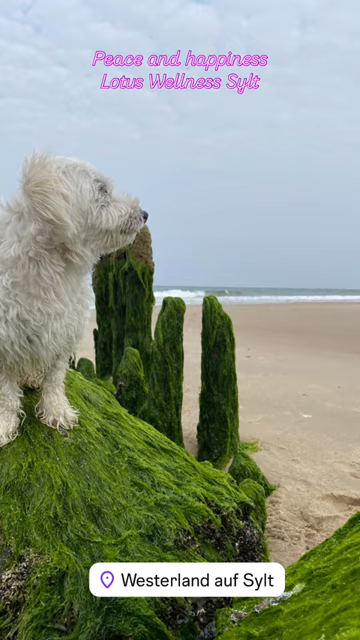 Peace and happiness
Lotus Wellness Sylt
Westerland auf Sylt